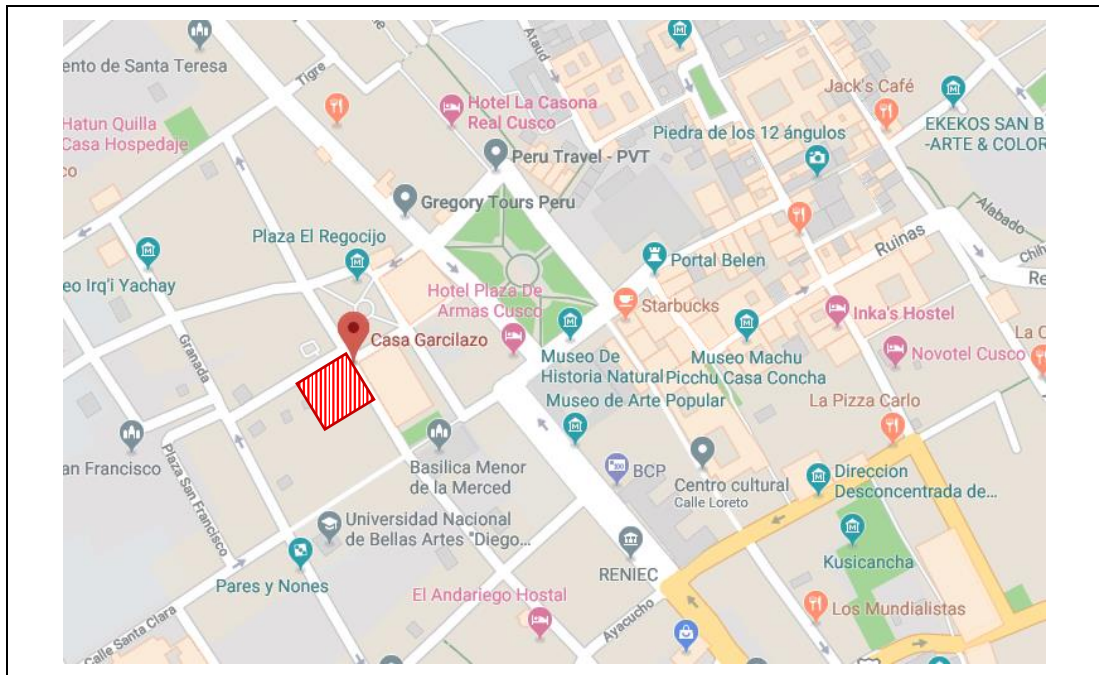 ento de Santa Teresa
Tigre
Ataud
Hatun Quilla
Casa Hospedaje
co
Hotel La Casona
Real Cusco
Jack's Café
Piedra de los 12 ángulos
EKEKOS SAN B
-ARTE & COLOR
Peru Travel - PVT
Gregory Tours Peru
Alabado
Plaza El Regocijo
Portal Belen
Ruinas
Chih
Re
eo Irq'i Yachay
Hotel Plaza De
Armas Cusco
Starbucks
Inka's Hostel
Casa Garcilazo
La C
Granada
Museo De
Historia Natural
Museo Machu
Picchu Casa Concha
Novotel Cusco
Museo de Arte Popular
La Pizza Carlo
an Francisco
Plaza San Francisco
Basilica Menor
de la Merced
BCP
Centro cultural
Calle Loreto
Direccion
Desconcentrada de...
Universidad Nacional
de Bellas Artes "Diego...
Kusicancha
Pares y Nones
RENIEC
El Andariego Hostal
Los Mundialistas
Ayacucho
Calle Santa Clara